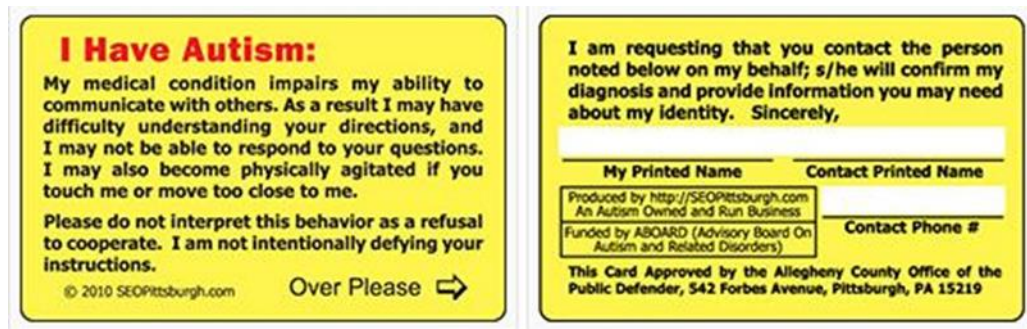 I Have Autism:
My medical condition impairs my ability to
communicate with others. As a result I may have
difficulty understanding your directions, and
I may not be able to respond to your questions.
I may also become physically agitated if you
touch me or move too close to me.
Please do not interpret this behavior as a refusal
to cooperate. I am not intentionally defying your
instructions.
© 2010 SEOPittsburgh.com
Over Please
I am requesting that you contact the person
noted below on my behalf; s/he will confirm my
diagnosis and provide information you may need
about my identity. Sincerely,
My Printed Name
Contact Printed Name
Produced by http://SEOPittsburgh.com
An Autism Owned and Run Business
Funded by ABOARD (Advisory Board On
Autism and Related Disorders)
Contact Phone #
This Card Approved by the Allegheny County Office of the
Public Defender, 542 Forbes Avenue, Pittsburgh, PA 15219